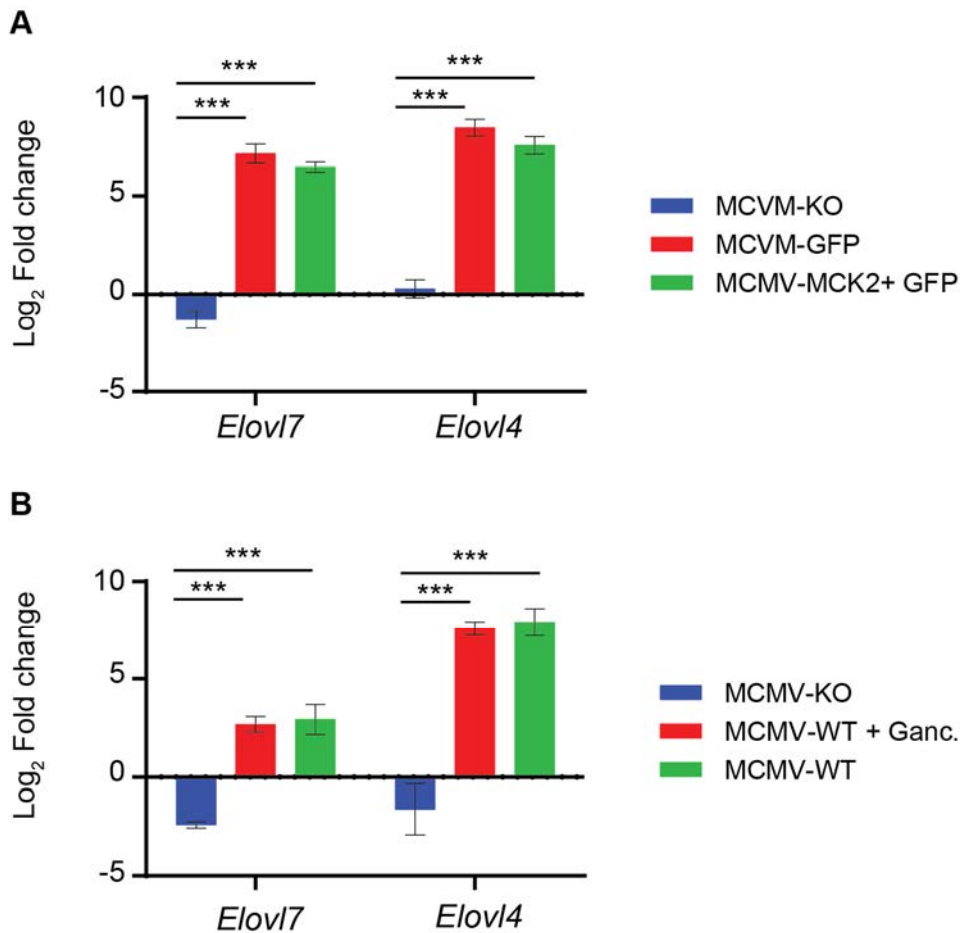 A
***
***
***
***
10
5
0
-5
Log2 Fold change
Elovl7
Elovl4
MCVM-KO
MCVM-GFP
MCMV-MCK2+ GFP
B
***
***
***
***
10
5
0
-5
Log2 Fold change
Elovl7
Elovl4
MCMV-KO
MCMV-WT + Ganc.
MCMV-WT